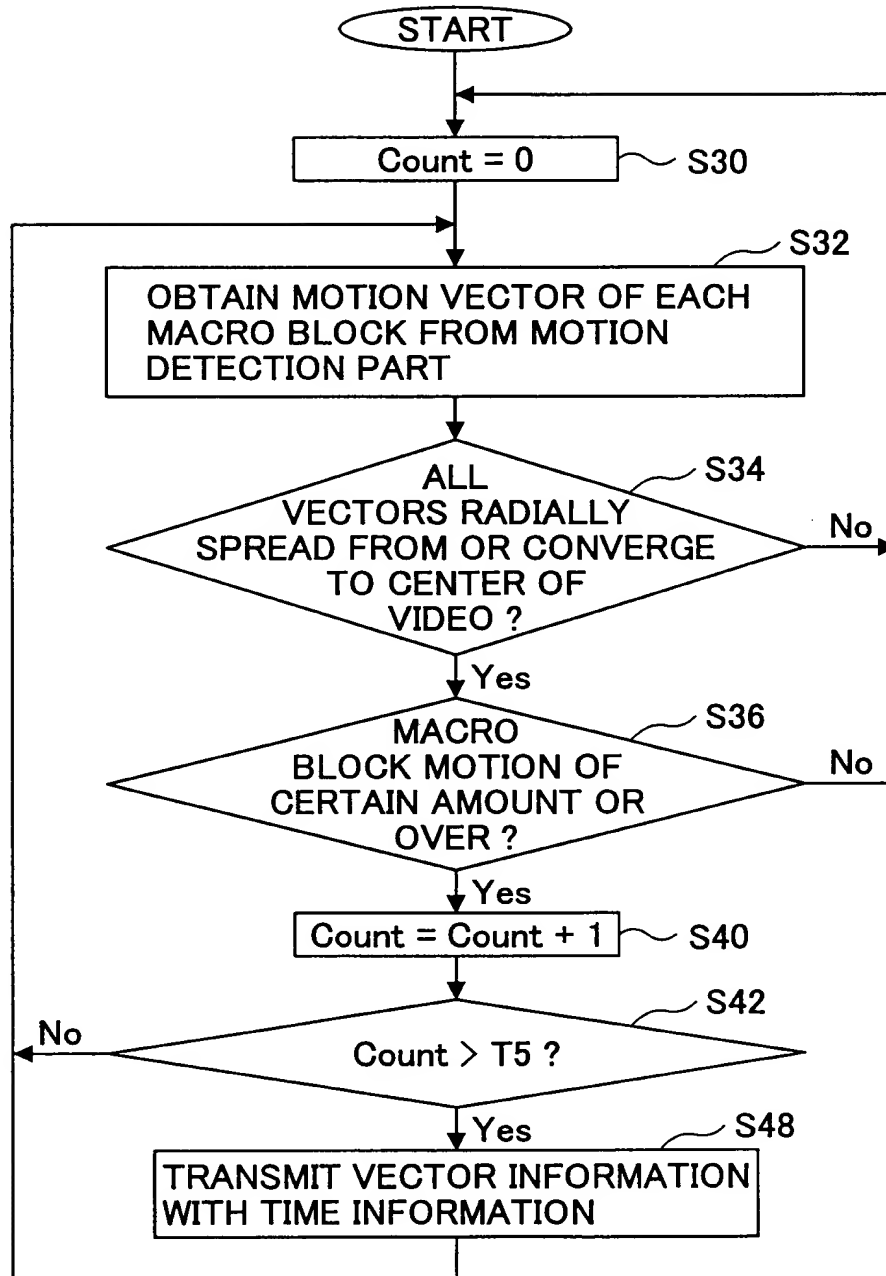 START
Count = 0
S30
S32
OBTAIN MOTION VECTOR OF EACH
MACRO BLOCK FROM MOTION
DETECTION PART
S34
ALL
VECTORS RADIALLY
SPREAD FROM OR CONVERGE
TO CENTER OF
VIDEO ?
No
Yes
S36
MACRO
BLOCK MOTION OF
CERTAIN AMOUNT OR
OVER ?
No
Yes
Count = Count + 1
S40
S42
No
Count > T5 ?
Yes
S48
TRANSMIT VECTOR INFORMATION
WITH TIME INFORMATION